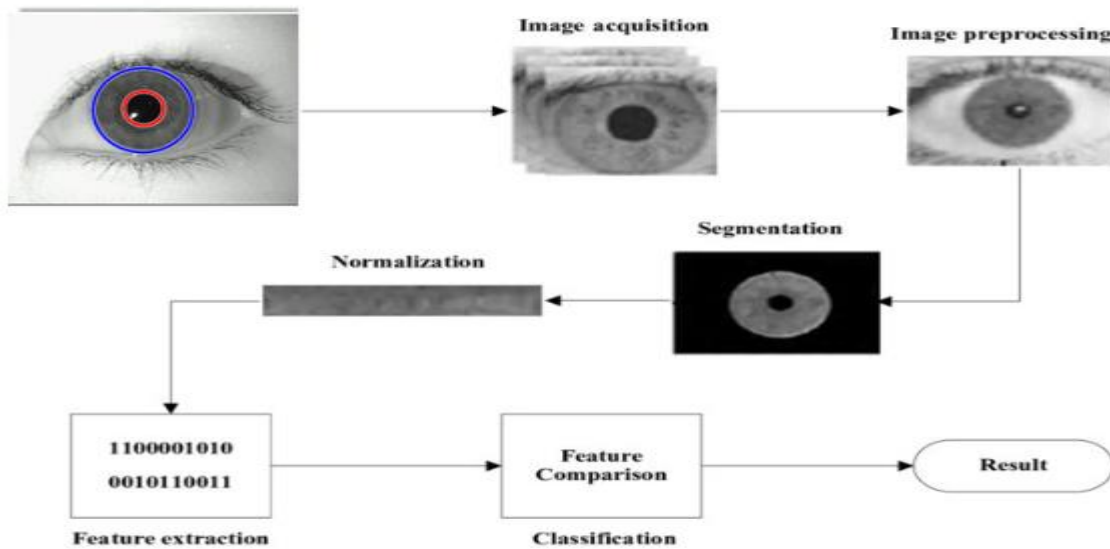 Image acquisition
Image preprocessing
Segmentation
Normalization
1100001010
0010110011
Feature extraction
Feature
Comparison
Classification
Result